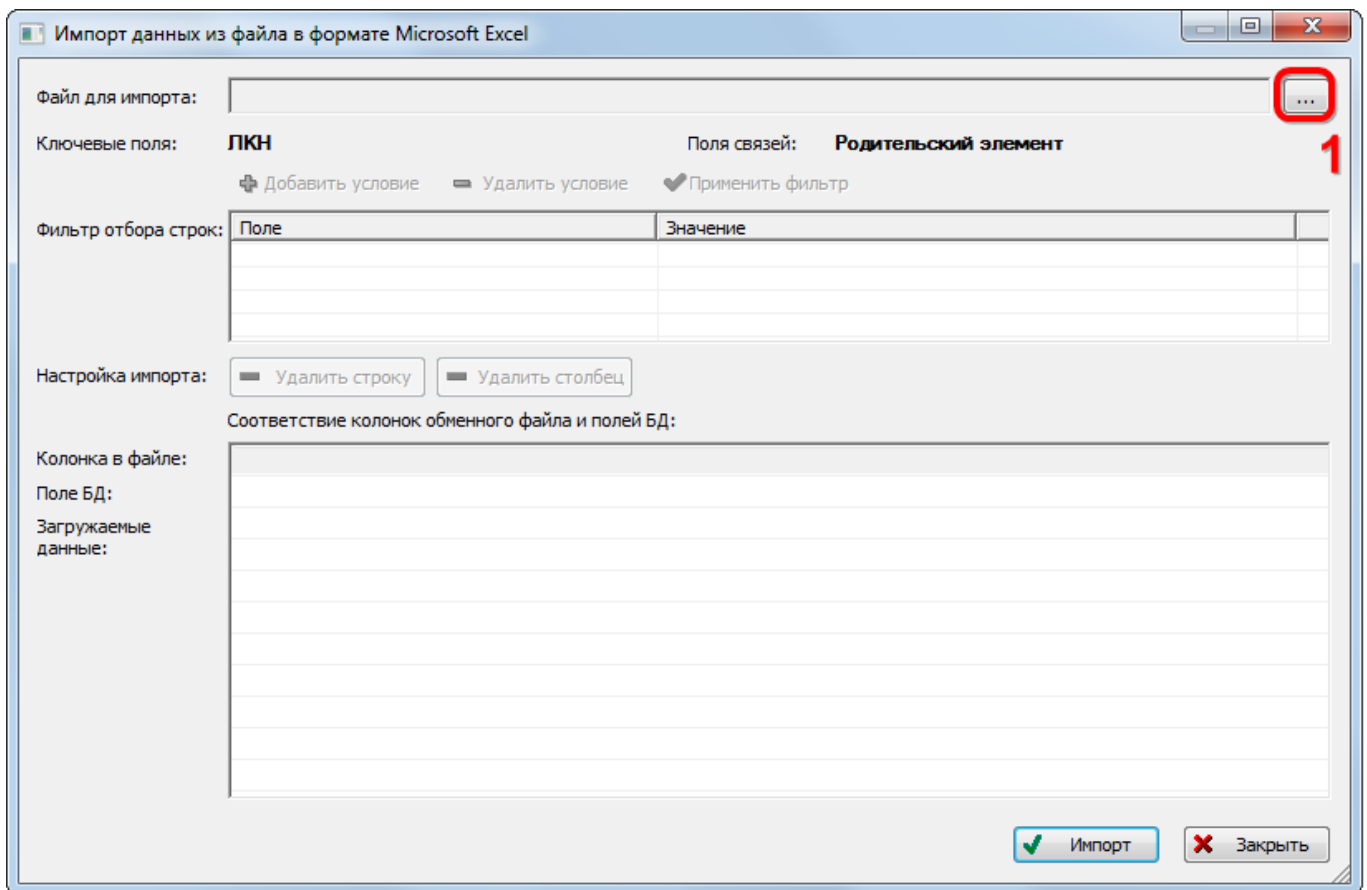 Импорт данных из файла в формате Microsoft Excel
Файл для импорта: ...
1
Ключевые поля: ЛКН Поля связей: Родительский элемент
Добавить условие Удалить условие Применить фильтр
Фильтр отбора строк: Поле Значение
Настройка импорта: Удалить строку Удалить столбец
Соответствие колонок обменного файла и полей БД:
Колонка в файле:
Поле БД:
Загружаемые
данные:
Импорт Закрыть